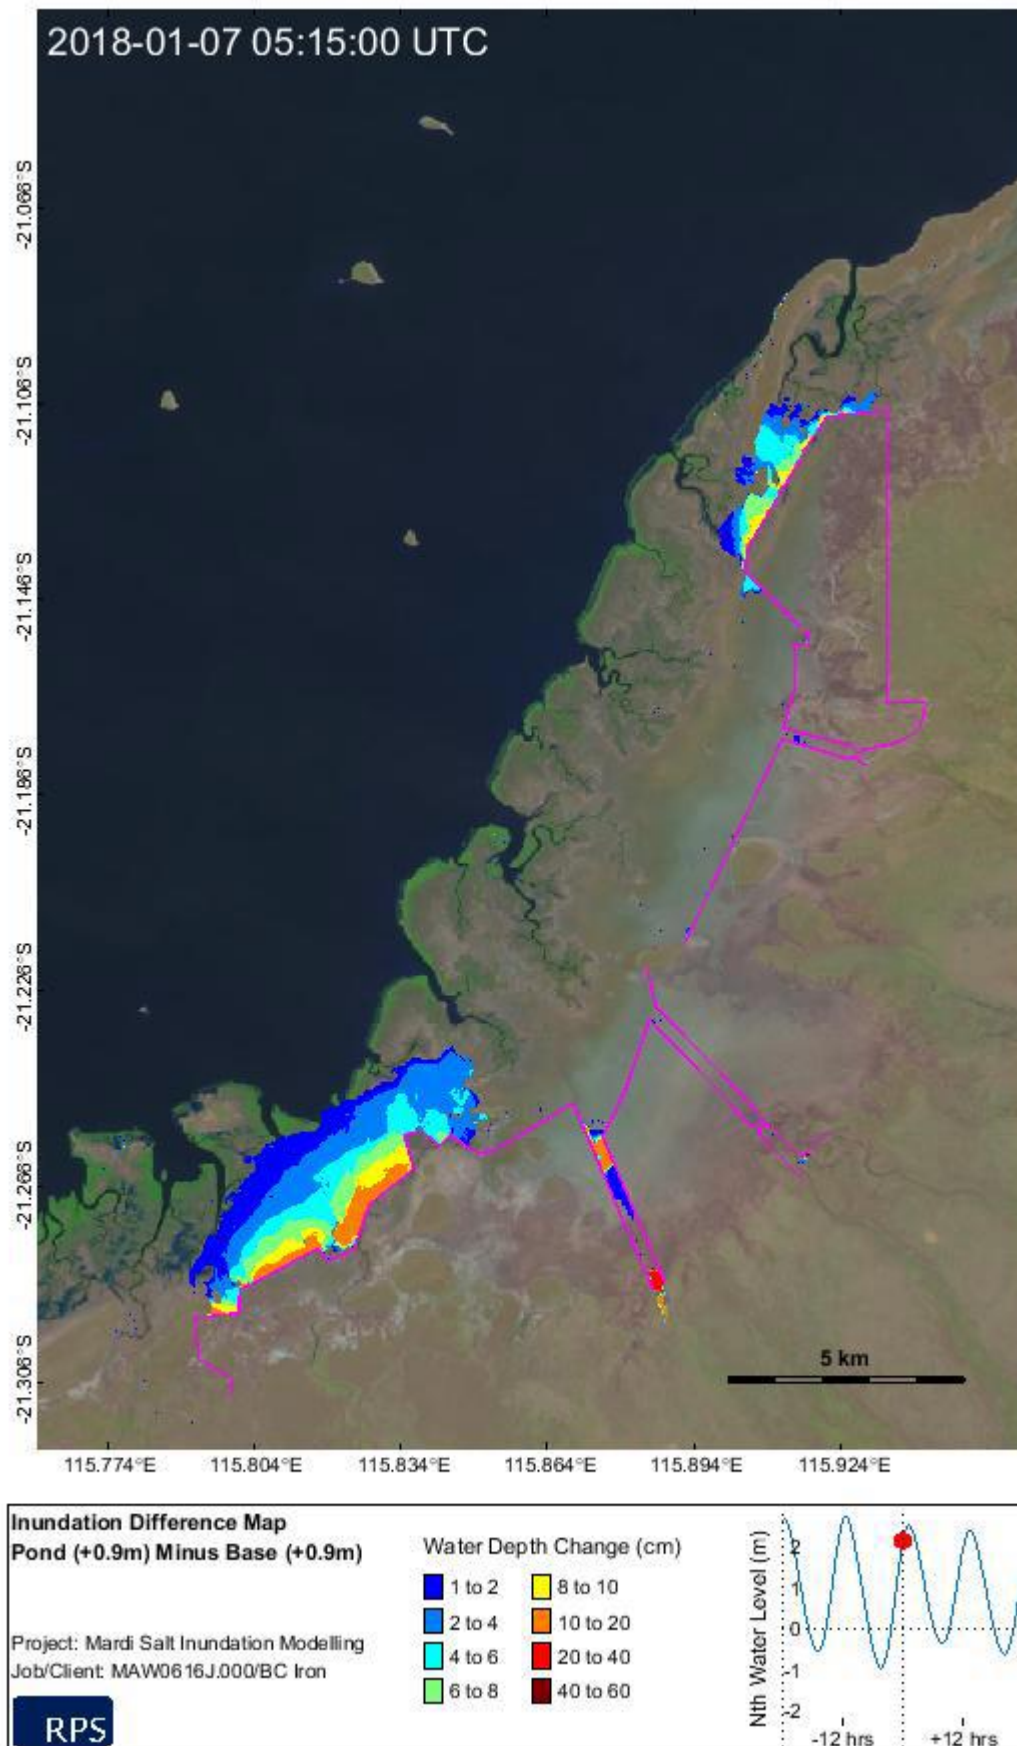 2018-01-07 05:15:00 UTC
-21.066°S
-21.106°S
-21.146°S
-21.186°S
-21.226°S
-21.266°S
-21.306°S
5 km
115.774°E 115.804°E 115.834°E 115.864°E 115.894°E 115.924°E
Inundation Difference Map
Pond (+0.9m) Minus Base (+0.9m)
Project: Mardi Salt Inundation Modelling
Job/Client: MAW0616J.000/BC Iron
RPS
Water Depth Change (cm)
1 to 2 8 to 10
2 to 4 10 to 20
4 to 6 20 to 40
6 to 8 40 to 60
Nth Water Level (m)
2
1
0
-1
-2
-12 hrs +12 hrs